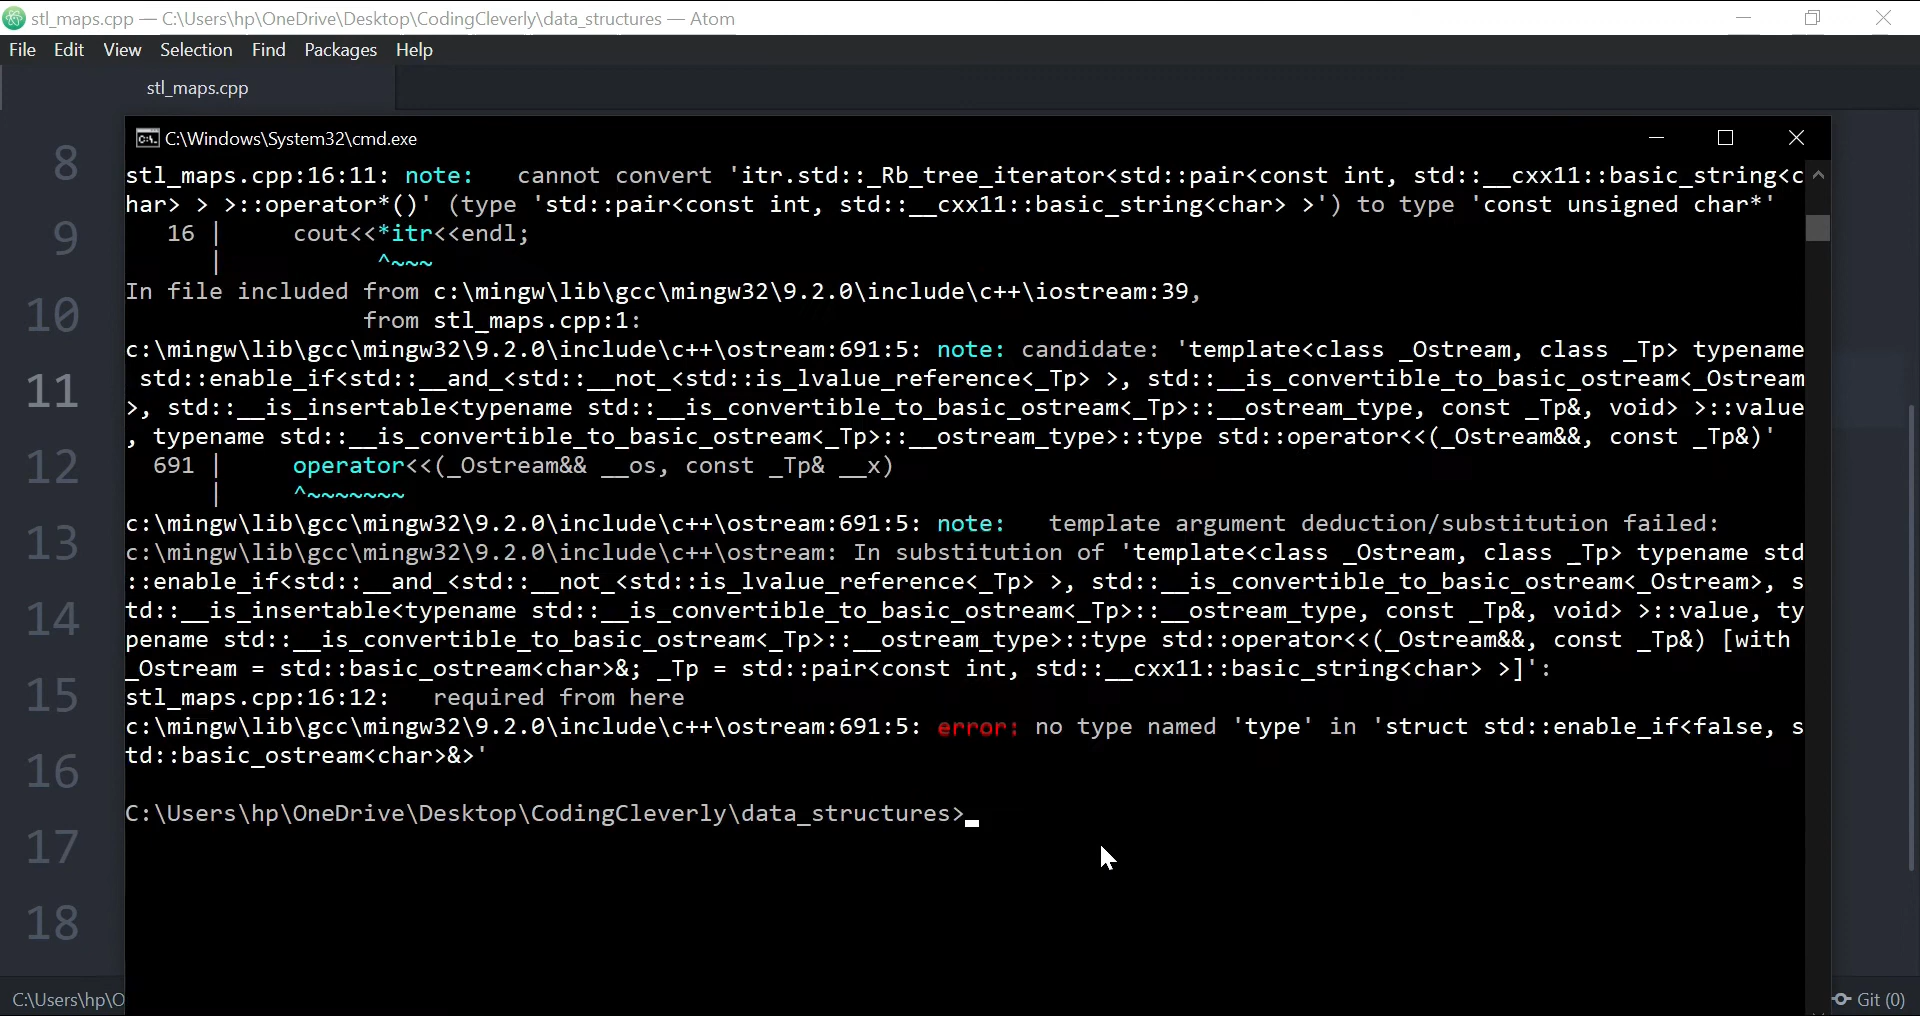 stl_maps.cpp — C:\Users\hp\OneDrive\Desktop\CodingCleverly\data_structures — Atom
File Edit View Selection Find Packages Help
stl_maps.cpp
C:\Windows\System32\cmd.exe
8
9
10
11
12
13
14
15
16
17
18
stl_maps.cpp:16:11: note:   cannot convert 'itr.std::_Rb_tree_iterator<std::pair<const int, std::__cxx11::basic_string<c
har> > >::operator*()' (type 'std::pair<const int, std::__cxx11::basic_string<char> >') to type 'const unsigned char*'
   16 |     cout<<*itr<<endl;
      |           ^~~~
In file included from c:\mingw\lib\gcc\mingw32\9.2.0\include\c++\iostream:39,
                 from stl_maps.cpp:1:
c:\mingw\lib\gcc\mingw32\9.2.0\include\c++\ostream:691:5: note: candidate: 'template<class _Ostream, class _Tp> typename
 std::enable_if<std::__and_<std::__not_<std::is_lvalue_reference<_Tp> >, std::__is_convertible_to_basic_ostream<_Ostream
>, std::__is_insertable<typename std::__is_convertible_to_basic_ostream<_Tp>::__ostream_type, const _Tp&, void> >::value
, typename std::__is_convertible_to_basic_ostream<_Tp>::__ostream_type>::type std::operator<<(_Ostream&&, const _Tp&)'
  691 |     operator<<(_Ostream&& __os, const _Tp& __x)
      |     ^~~~~~~~
c:\mingw\lib\gcc\mingw32\9.2.0\include\c++\ostream:691:5: note:   template argument deduction/substitution failed:
c:\mingw\lib\gcc\mingw32\9.2.0\include\c++\ostream: In substitution of 'template<class _Ostream, class _Tp> typename std
::enable_if<std::__and_<std::__not_<std::is_lvalue_reference<_Tp> >, std::__is_convertible_to_basic_ostream<_Ostream>, s
td::__is_insertable<typename std::__is_convertible_to_basic_ostream<_Tp>::__ostream_type, const _Tp&, void> >::value, ty
pename std::__is_convertible_to_basic_ostream<_Tp>::__ostream_type>::type std::operator<<(_Ostream&&, const _Tp&) [with
_Ostream = std::basic_ostream<char>&; _Tp = std::pair<const int, std::__cxx11::basic_string<char> >]':
stl_maps.cpp:16:12:   required from here
c:\mingw\lib\gcc\mingw32\9.2.0\include\c++\ostream:691:5: error: no type named 'type' in 'struct std::enable_if<false, s
td::basic_ostream<char>&>'
C:\Users\hp\OneDrive\Desktop\CodingCleverly\data_structures>
C:\Users\hp\O
Git (0)